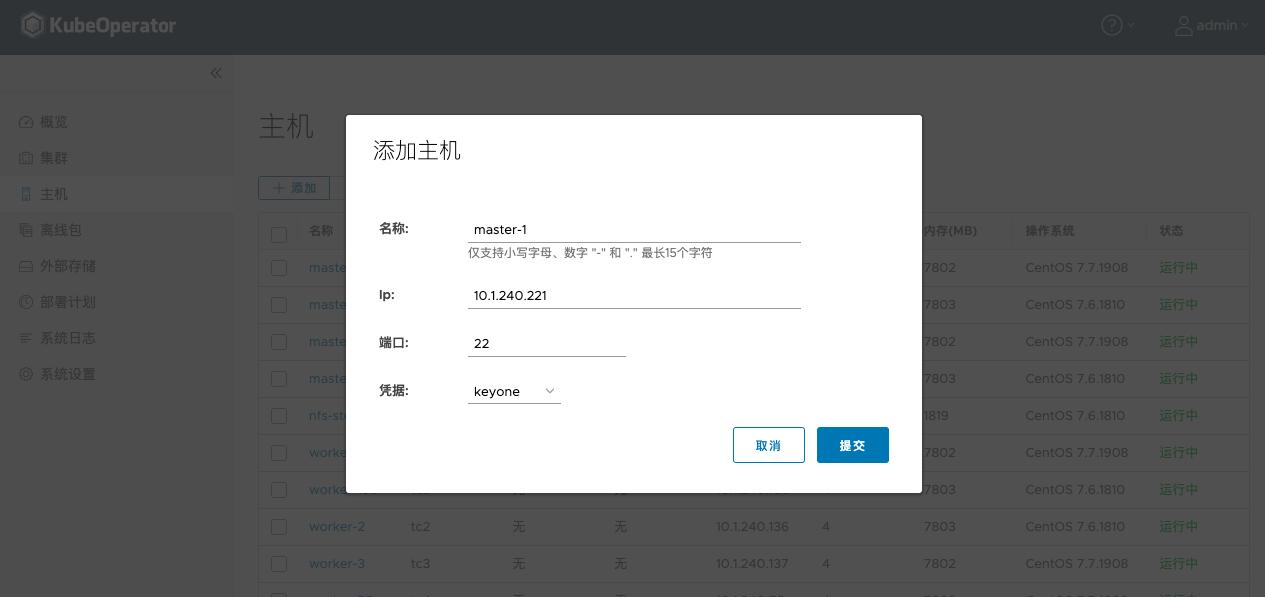 KubeOperator
admin
概览
集群
主机
离线包
外部存储
部署计划
系统日志
系统设置
主机
添加
添加主机
名称:
master-1
仅支持小写字母、数字 "-" 和 "." 最长15个字符
Ip:
10.1.240.221
端口:
22
凭据:
keyone
取消
提交
名称 内存(MB) 操作系统 状态
maste 7802 CentOS 7.7.1908 运行中
maste 7803 CentOS 7.6.1810 运行中
maste 7802 CentOS 7.7.1908 运行中
maste 7803 CentOS 7.6.1810 运行中
nfs-st 1819 CentOS 7.6.1810 运行中
worke 7802 CentOS 7.7.1908 运行中
worke 7803 CentOS 7.6.1810 运行中
worker-2 tc2 无 无 10.1.240.136 4 7803 CentOS 7.6.1810 运行中
worker-3 tc3 无 无 10.1.240.137 4 7802 CentOS 7.7.1908 运行中